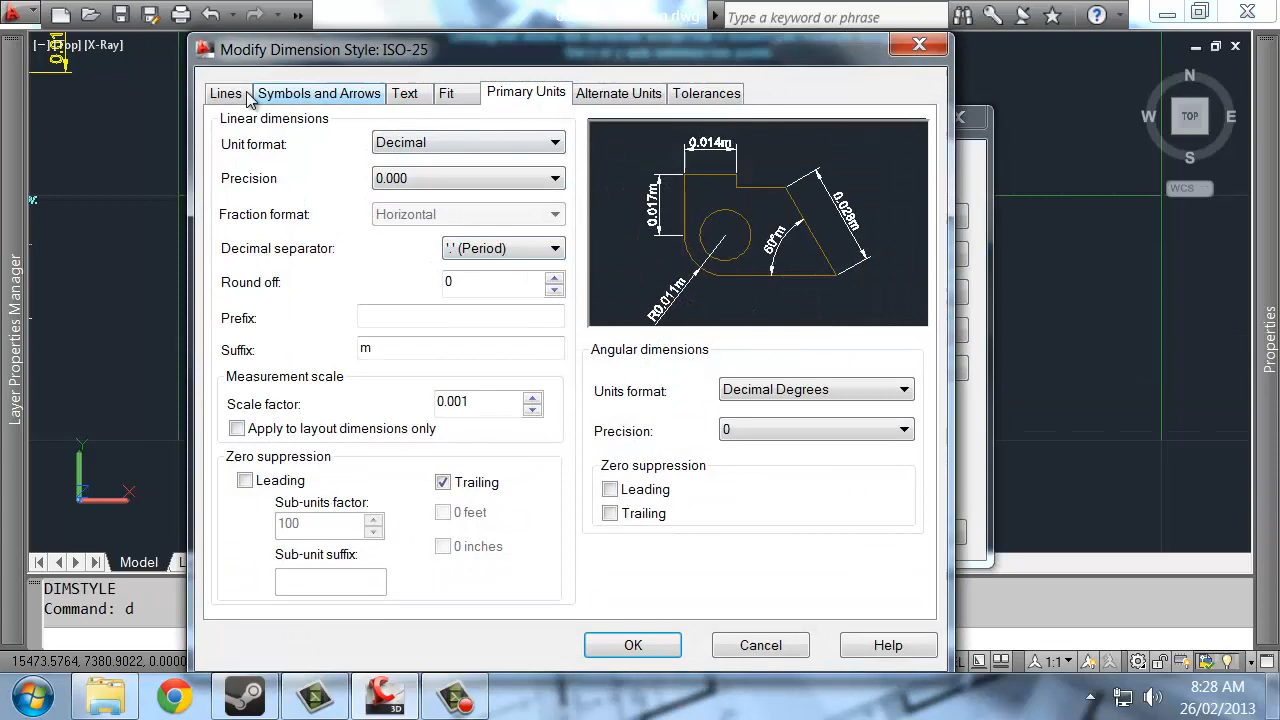 .dwg
Type a keyword or phrase
[−][Top][X-Ray]
0.01
Modify Dimension Style: ISO-25
Lines
Symbols and Arrows
Text
Fit
Primary Units
Alternate Units
Tolerances
Linear dimensions
Unit format:
Decimal
Precision
0.000
Fraction format:
Horizontal
Decimal separator:
'.' (Period)
Round off:
0
Prefix:
Suffix:
m
Measurement scale
Scale factor:
0.001
Apply to layout dimensions only
Zero suppression
Leading
Trailing
Sub-units factor:
100
0 feet
0 inches
Sub-unit suffix:
0.014m
0.017m
0.028m
60°m
R0.011m
Angular dimensions
Units format:
Decimal Degrees
Precision:
0
Zero suppression
Leading
Trailing
OK
Cancel
Help
N
W
TOP
E
S
WCS
Layer Properties Manager
Properties
Y
X
Model
DIMSTYLE
Command: d
15473.5764, 7380.9022, 0.0000
EL
1:1
3D
8:28 AM
26/02/2013